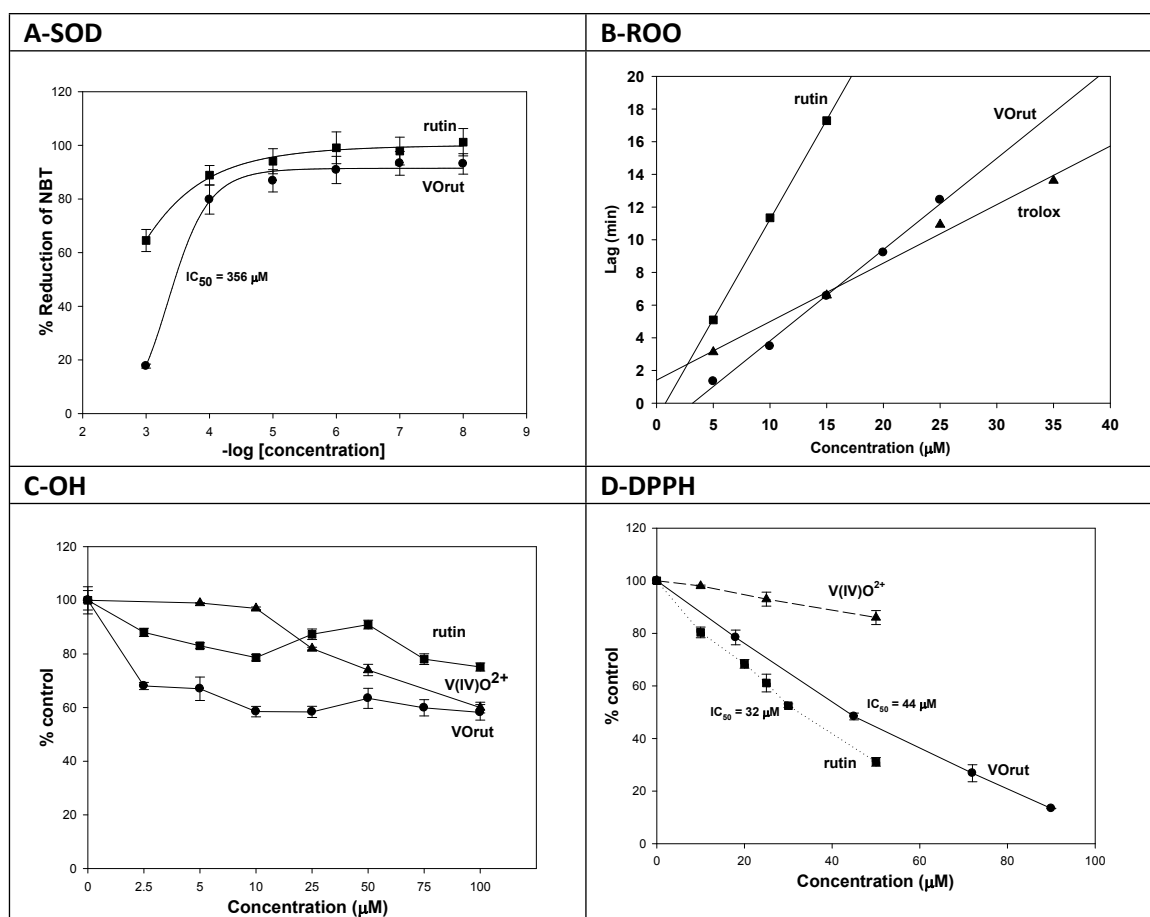 A-SOD
B-ROO
120
100
80
60
40
20
0
% Reduction of NBT
rutin
VOrut
IC50 = 356 μM
2 3 4 5 6 7 8 9
-log [concentration]
20
18
16
14
12
10
8
6
4
2
0
Lag (min)
rutin
VOrut
trolox
0 5 10 15 20 25 30 35 40
Concentration (μM)
C-OH
D-DPPH
120
100
80
60
40
20
0
% control
rutin
V(IV)O2+
VOrut
0 2.5 5 10 25 50 75 100
Concentration (μM)
120
100
80
60
40
20
0
% control
V(IV)O2+
IC50 = 32 μM
IC50 = 44 μM
rutin
VOrut
0 20 40 60 80 100
Concentration (μM)